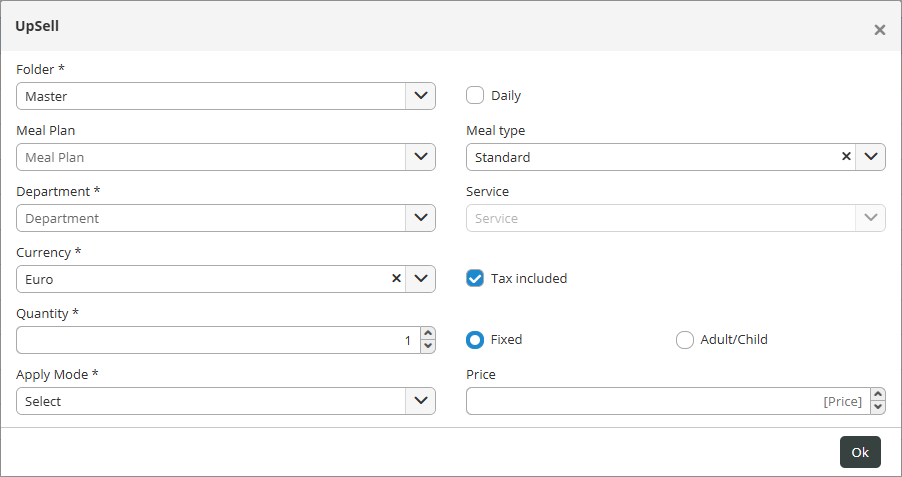 UpSell
Folder *
Master
Daily
Meal Plan
Meal type
Meal Plan
Standard
Department *
Service
Department
Service
Currency *
Euro
Tax included
Quantity *
1
Fixed
Adult/Child
Apply Mode *
Price
Select
[Price]
Ok